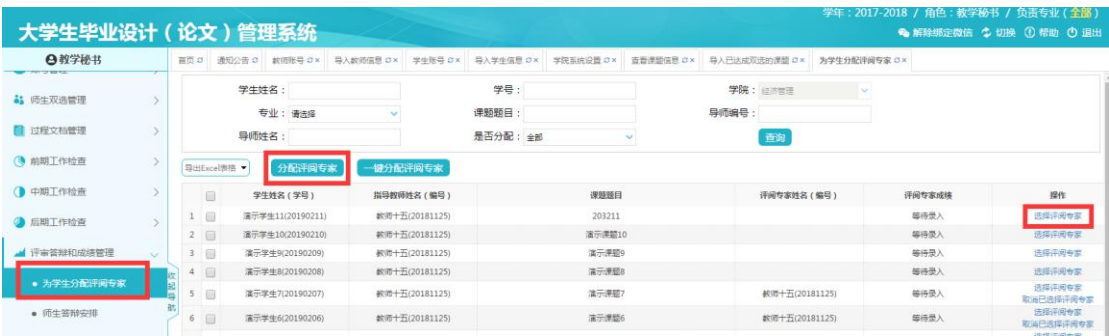 学年：2017-2018 / 角色：教学秘书 / 负责专业(全部)
大学生毕业设计（论文）管理系统
解除绑定微信 切换 帮助 退出
教学秘书
首页 通知公告 教师账号 导入教师信息 学生账号 导入学生信息 学院系统设置 查看课题信息 导入已达成双选的课题 为学生分配评阅专家
师生双选管理
过程文档管理
前期工作检查
中期工作检查
后期工作检查
评审答辩和成绩管理
为学生分配评阅专家
师生答辩安排
收起导航
学生姓名： 学号： 学院：经济管理
专业：请选择 课题题目： 导师编号：
导师姓名： 是否分配：全部 查询
导出Excel表格 分配评阅专家 一键分配评阅专家
学生姓名（学号） 指导教师姓名（编号） 课题题目 评阅专家姓名（编号） 评阅专家成绩 操作
1 演示学生11(20190211) 教师十五(20181125) 203211 等待录入 选择评阅专家
2 演示学生10(20190210) 教师十五(20181125) 演示课题10 等待录入 选择评阅专家
3 演示学生9(20190209) 教师十五(20181125) 演示课题9 等待录入 选择评阅专家
4 演示学生8(20190208) 教师十五(20181125) 演示课题8 等待录入 选择评阅专家
5 演示学生7(20190207) 教师十五(20181125) 演示课题7 教师十五(20181125) 等待录入 选择评阅专家
取消已选择评阅专家
6 演示学生6(20190206) 教师十五(20181125) 演示课题6 教师十五(20181125) 等待录入 选择评阅专家
取消已选择评阅专家